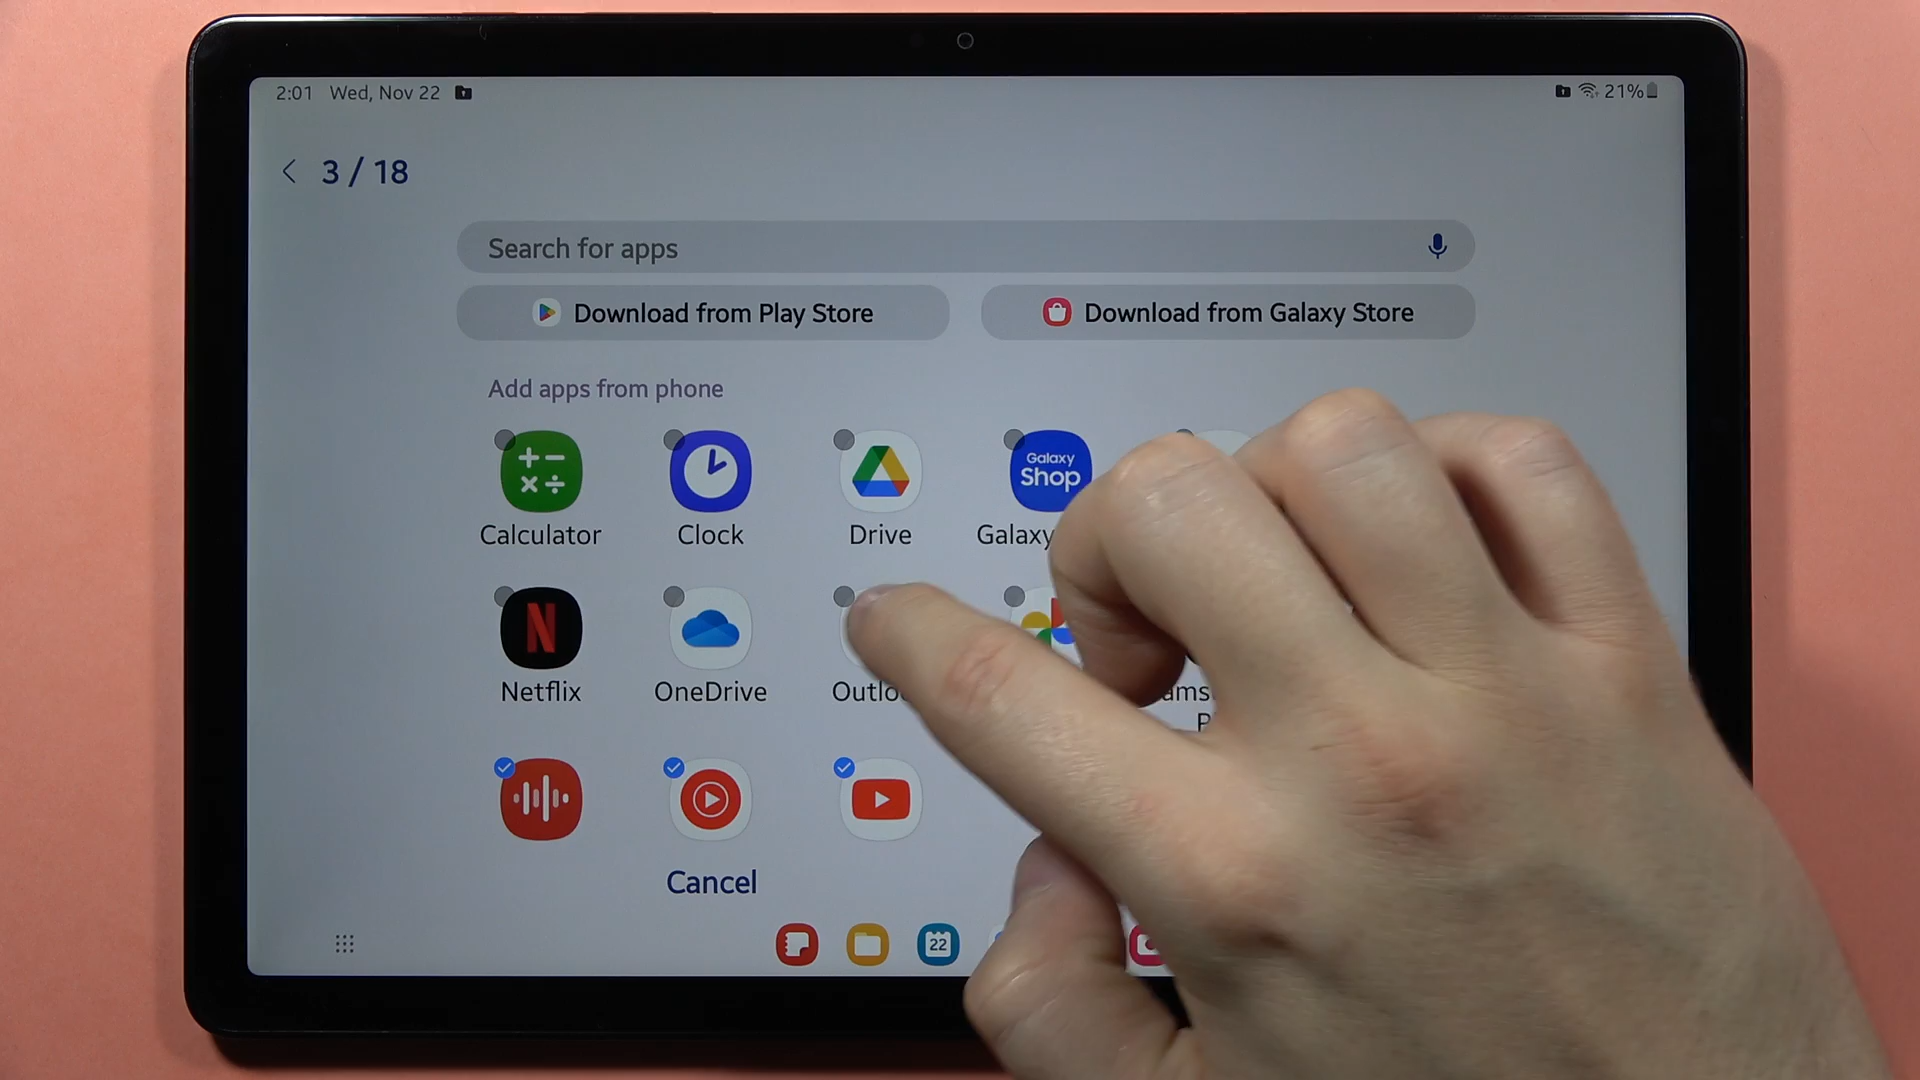 2:01 Wed, Nov 22
21%
3 / 18
Search for apps
Download from Play Store
Download from Galaxy Store
Add apps from phone
Galaxy
Shop
Calculator
Clock
Drive
Galaxy
N
Netflix
OneDrive
Cancel
22